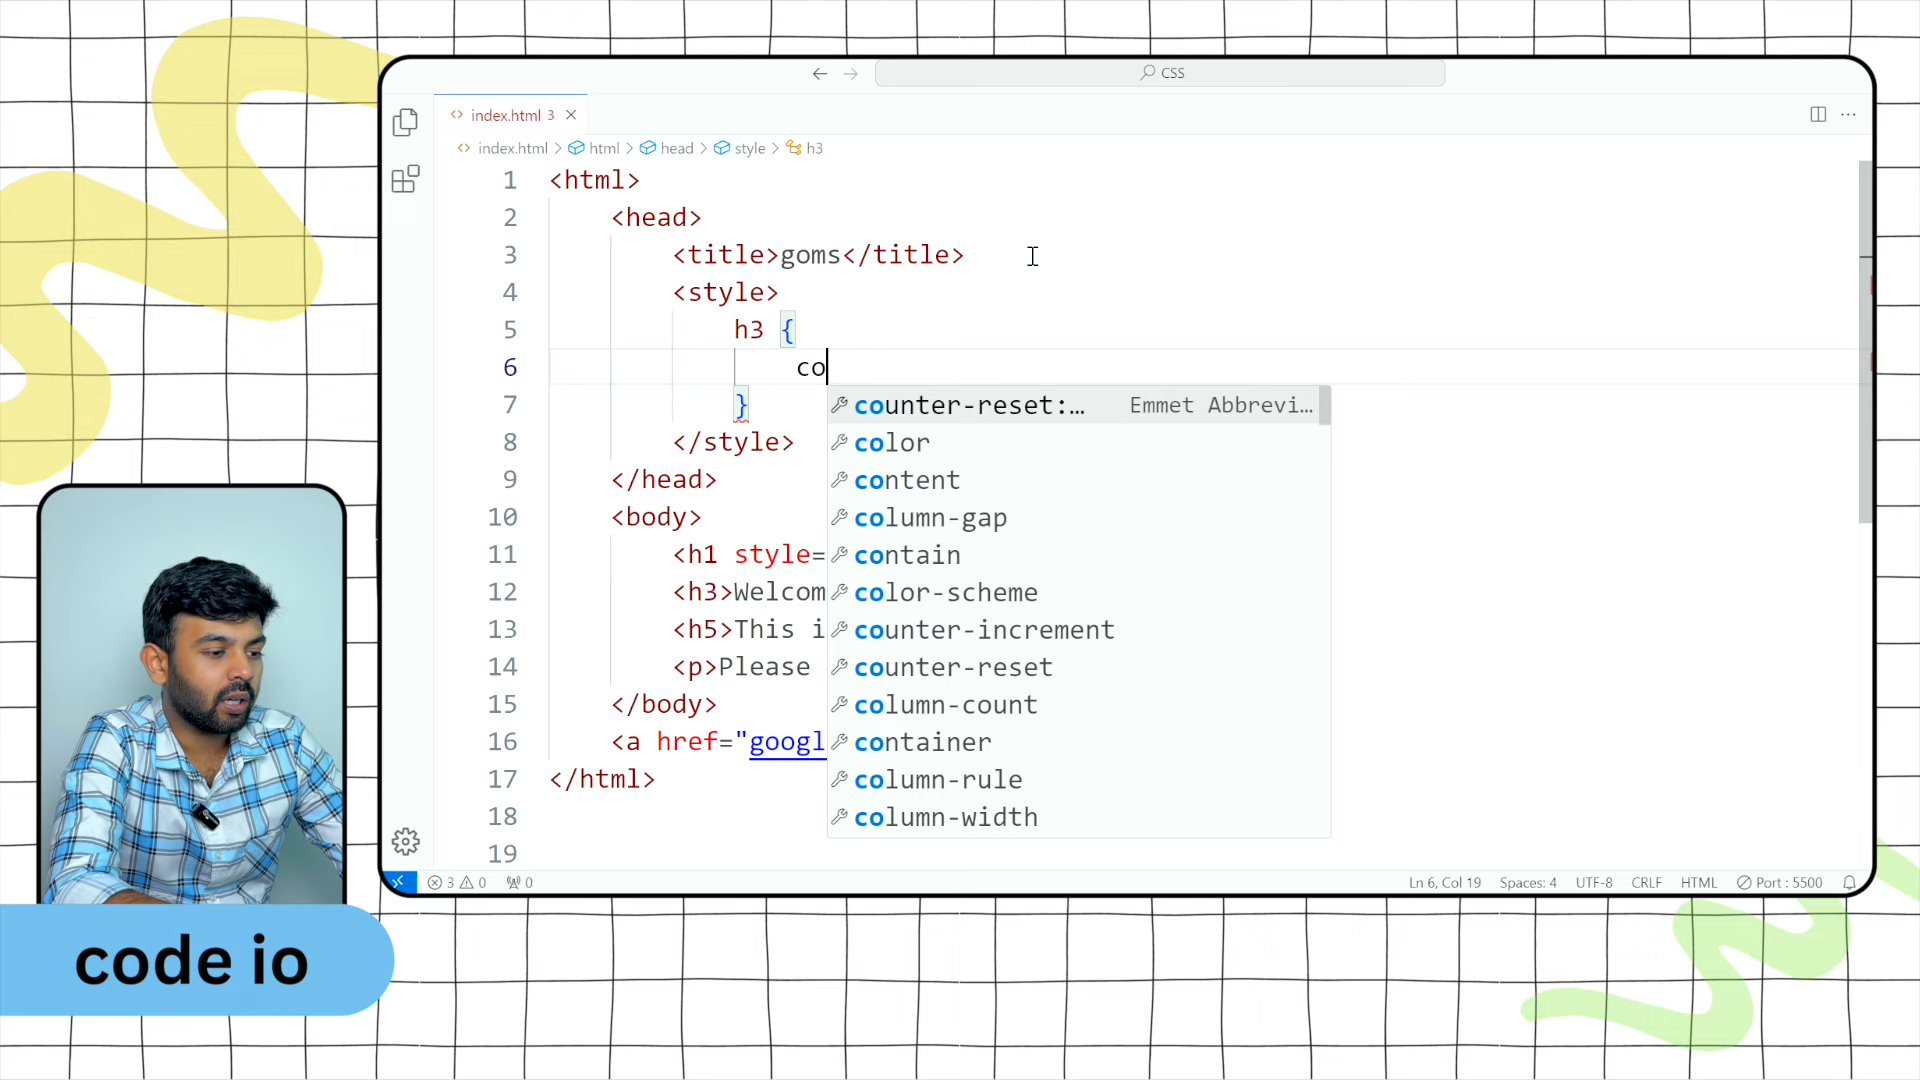 CSS
index.html 3
index.html > html > head > style > h3
1 <html>
2 <head>
3 <title>goms</title>
4 <style>
5 h3 {
6 co
7 }
8 </style>
9 </head>
10 <body>
11 <h1 style=
12 <h3>Welcom
13 <h5>This i
14 <p>Please
15 </body>
16 <a href="googl
17 </html>
18
19
counter-reset:… Emmet Abbrevi…
color
content
column-gap
contain
color-scheme
counter-increment
counter-reset
column-count
container
column-rule
column-width
3 0 0 Ln 6, Col 19 Spaces: 4 UTF-8 CRLF HTML Port : 5500
code io